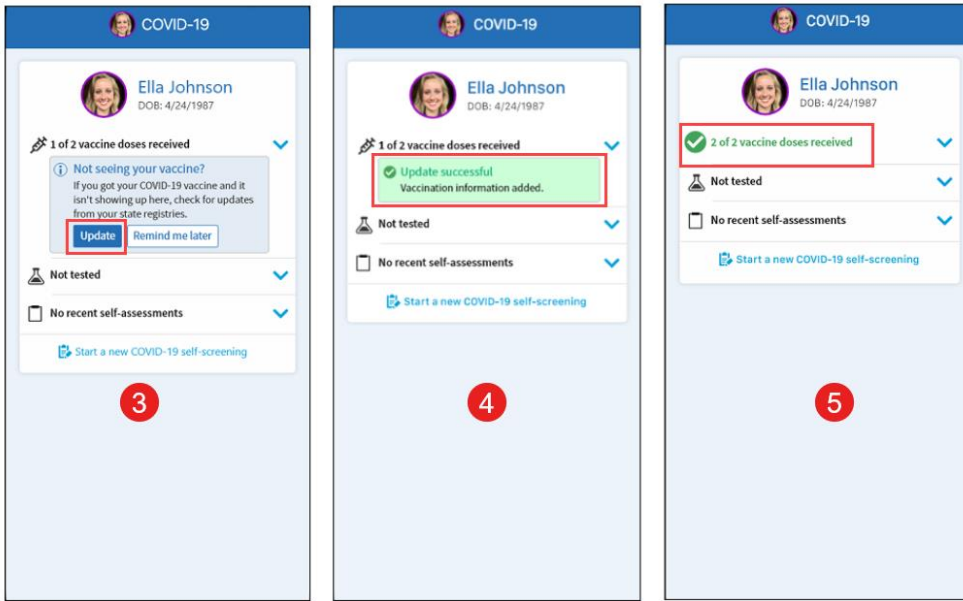 COVID-19
Ella Johnson
DOB: 4/24/1987
1 of 2 vaccine doses received
Not seeing your vaccine?
If you got your COVID-19 vaccine and it
isn't showing up here, check for updates
from your state registries.
Update Remind me later
Not tested
No recent self-assessments
Start a new COVID-19 self-screening
3
COVID-19
Ella Johnson
DOB: 4/24/1987
1 of 2 vaccine doses received
Update successful
Vaccination information added.
Not tested
No recent self-assessments
Start a new COVID-19 self-screening
4
COVID-19
Ella Johnson
DOB: 4/24/1987
2 of 2 vaccine doses received
Not tested
No recent self-assessments
Start a new COVID-19 self-screening
5